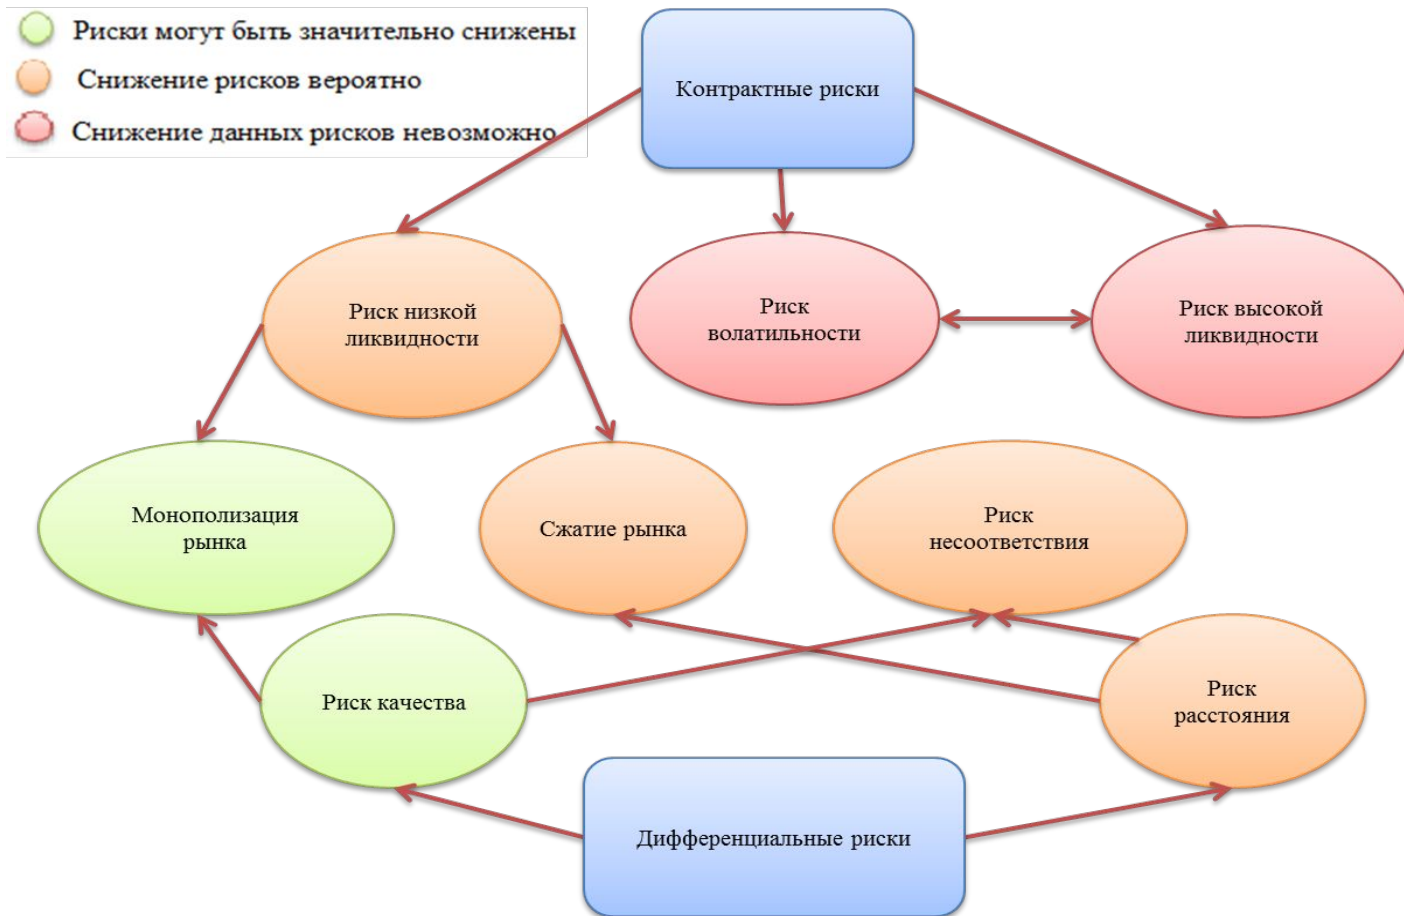 Риски могут быть значительно снижены
Снижение рисков вероятно
Снижение данных рисков невозможно
Контрактные риски
Риск низкой
ликвидности
Риск
волатильности
Риск высокой
ликвидности
Монополизация
рынка
Сжатие рынка
Риск
несоответствия
Риск качества
Риск
расстояния
Дифференциальные риски